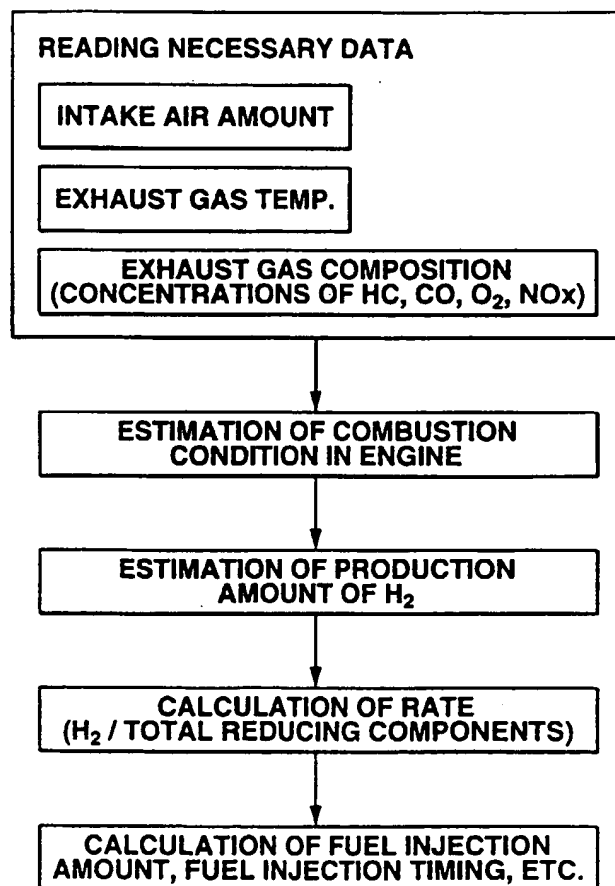 READING NECESSARY DATA
INTAKE AIR AMOUNT
EXHAUST GAS TEMP.
EXHAUST GAS COMPOSITION
(CONCENTRATIONS OF HC, CO, O₂, NOx)
ESTIMATION OF COMBUSTION
CONDITION IN ENGINE
ESTIMATION OF PRODUCTION
AMOUNT OF H₂
CALCULATION OF RATE
(H₂ / TOTAL REDUCING COMPONENTS)
CALCULATION OF FUEL INJECTION
AMOUNT, FUEL INJECTION TIMING, ETC.